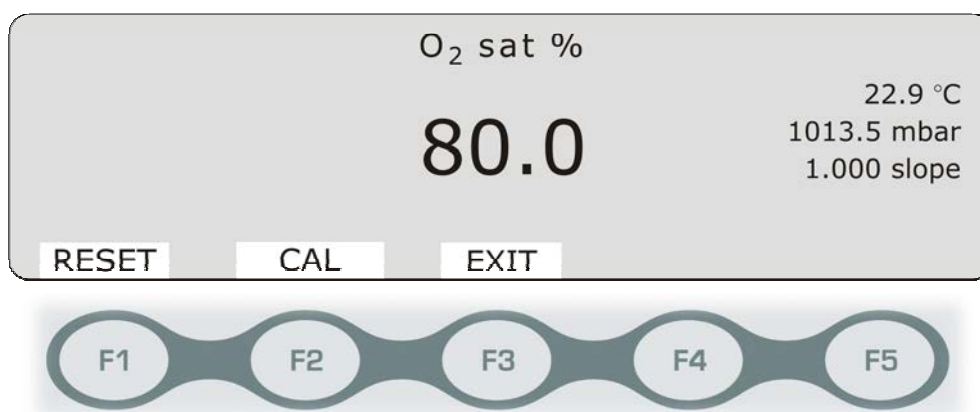 O₂ sat %
22.9 °C
80.0
1013.5 mbar
1.000 slope
RESET CAL EXIT
F1 F2 F3 F4 F5